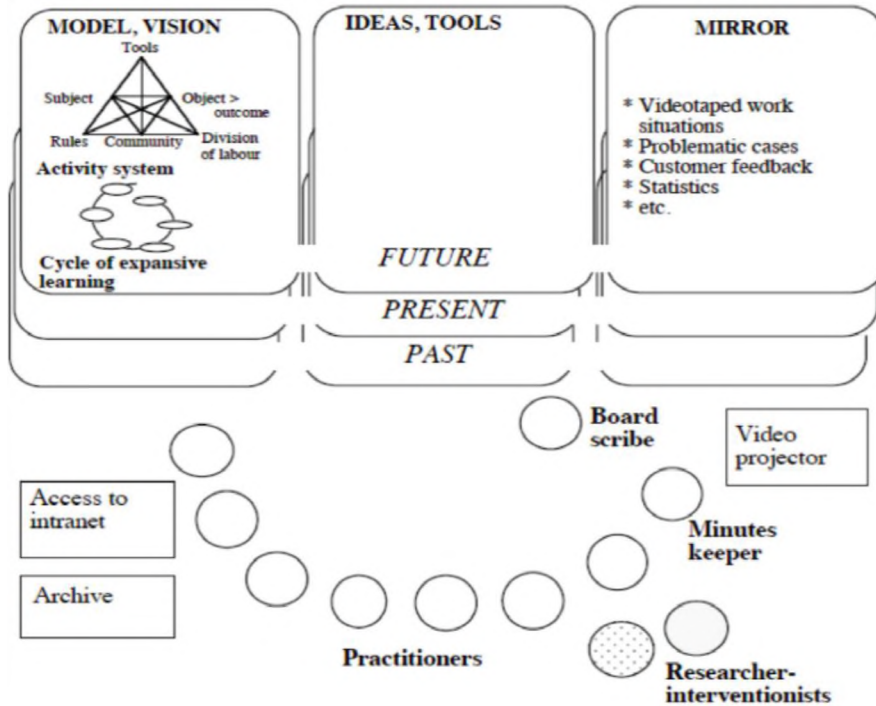 MODEL, VISION
Tools
Subject
Object >
outcome
Rules
Community
Division
of labour
Activity system
Cycle of expansive
learning
IDEAS, TOOLS
MIRROR
* Videotaped work
situations
* Problematic cases
* Customer feedback
* Statistics
* etc.
FUTURE
PRESENT
PAST
Board
scribe
Video
projector
Access to
intranet
Minutes
keeper
Archive
Practitioners
Researcher-
interventionists